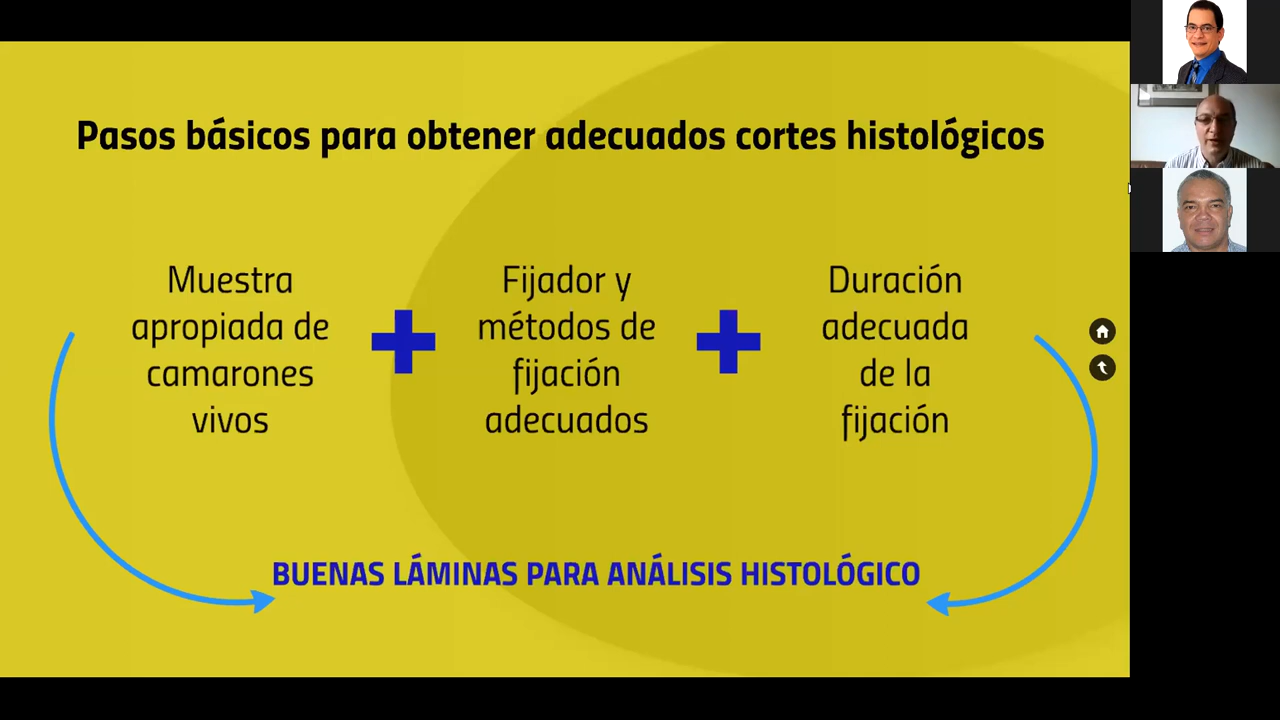 Pasos básicos para obtener adecuados cortes histológicos
Muestra
apropiada de
camarones
vivos
Fijador y
métodos de
fijación
adecuados
Duración
adecuada
de la
fijación
BUENAS LÁMINAS PARA ANÁLISIS HISTOLÓGICO